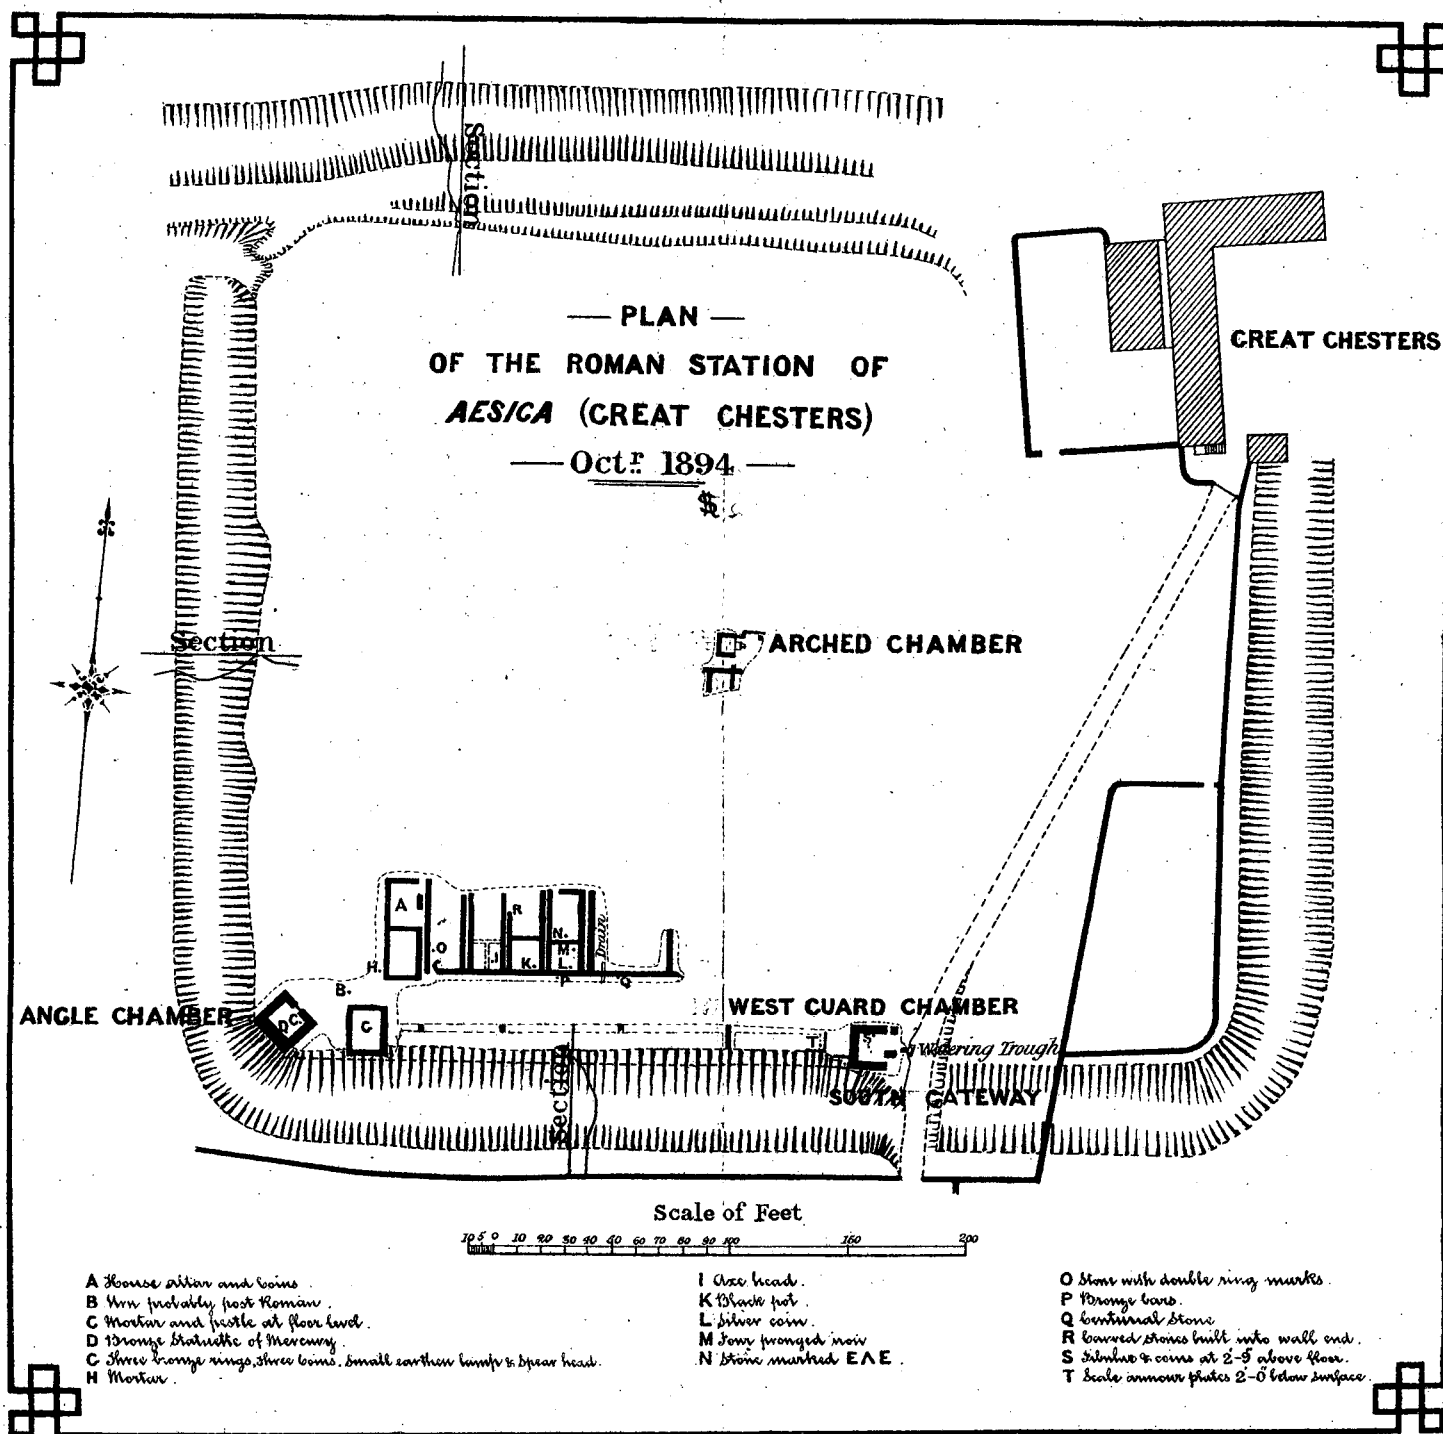 Section
— PLAN —
OF THE ROMAN STATION OF
AESICA (GREAT CHESTERS)
— Octr. 1894 —
GREAT CHESTERS
Section
ARCHED CHAMBER
A
R
O
N.
M.
L.
I
K.
Drain
H.
P
Q
B.
ANGLE CHAMBER
D
C.
G
WEST GUARD CHAMBER
T
S
Watering Trough
Section
SOUTH GATEWAY
Scale of Feet
10 5 0 10 20 30 40 50 60 70 80 90 100 150 200
A House altar and Coins.
B Urn probably post Roman.
C Mortar and pestle at floor level.
D Bronze Statuette of Mercury.
G Three bronze rings, three Coins, Small earthen lamp & Spear head.
H Mortar.
I Axe head.
K Black pot.
L Silver coin.
M Four pronged iron
N Stone marked EΛE.
O Stone with double ring marks.
P Bronze bars.
Q Centurial Stone
R Carved stones built into wall end.
S Fibulae & coins at 2'-9" above floor.
T Scale armour plates 2'-0" below surface.